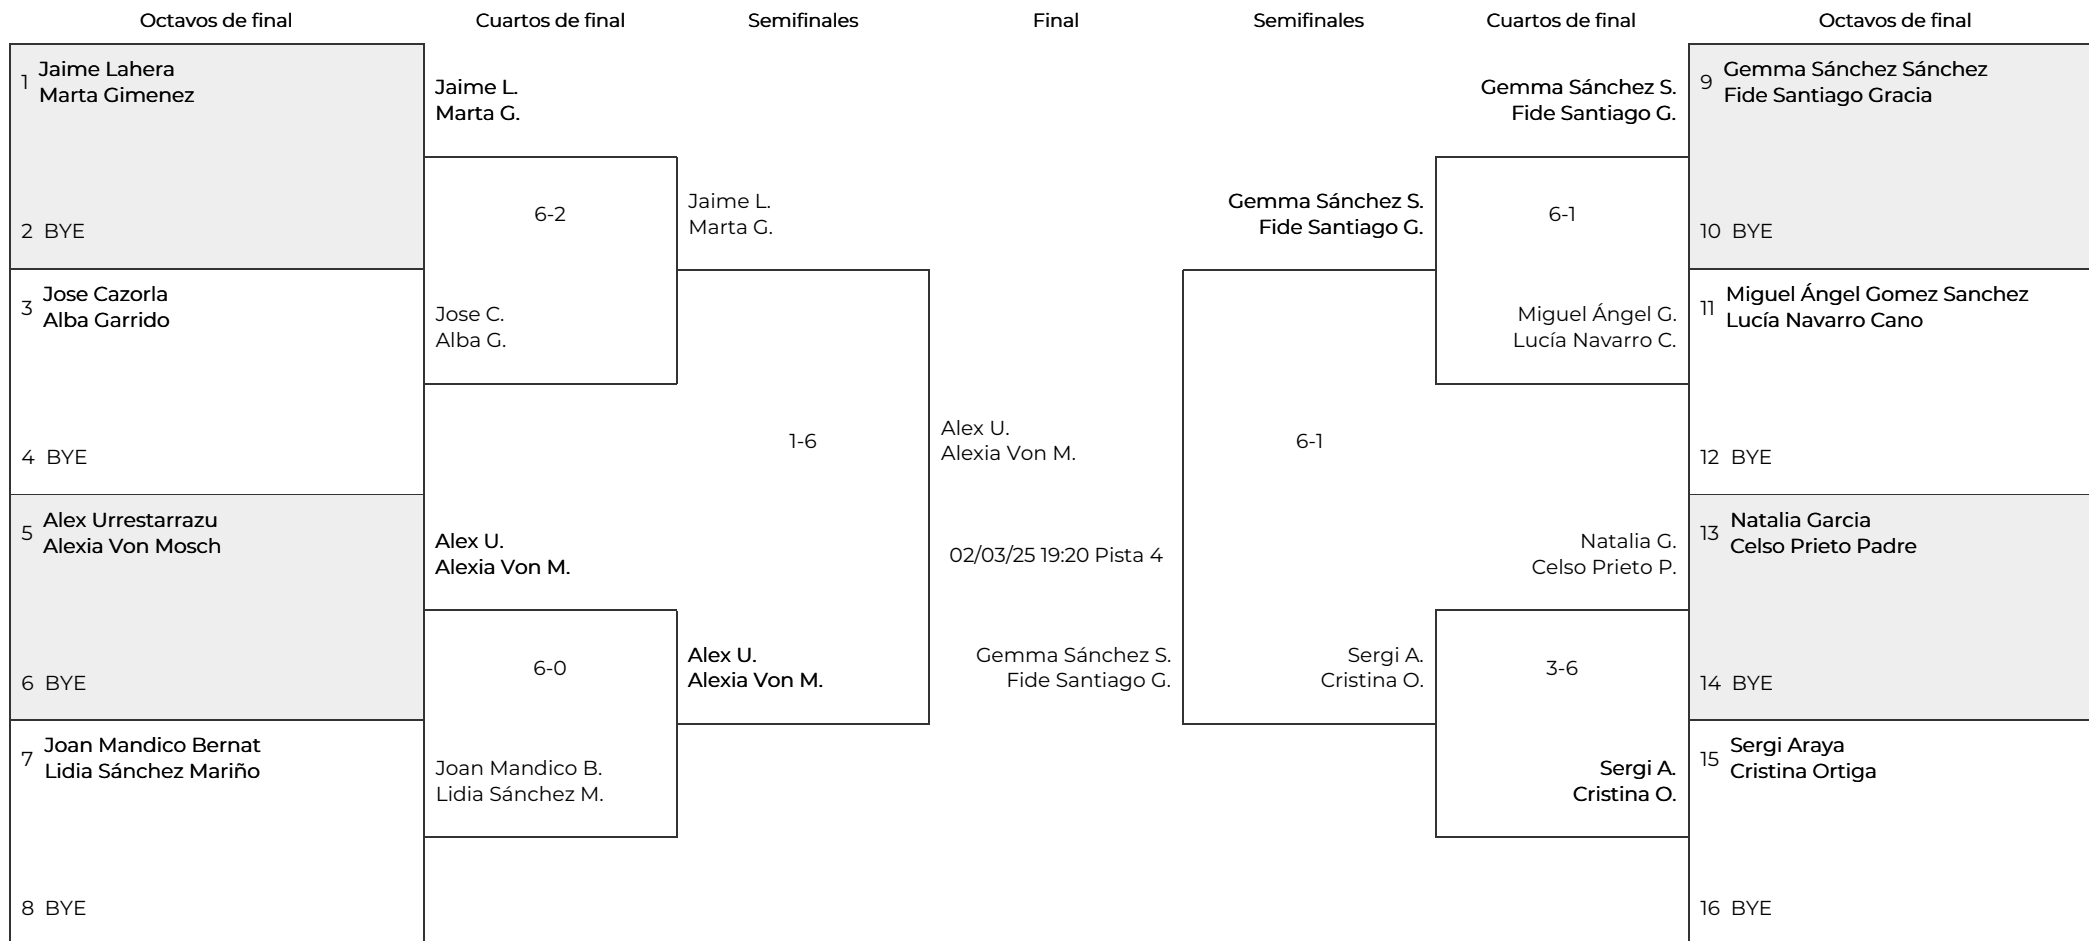 Octavos de final
Cuartos de final
Semifinales
Final
Semifinales
Cuartos de final
Octavos de final
1 Jaime Lahera
Marta Gimenez
2 BYE
3 Jose Cazorla
Alba Garrido
4 BYE
5 Alex Urrestarrazu
Alexia Von Mosch
6 BYE
7 Joan Mandico Bernat
Lidia Sánchez Mariño
8 BYE
Jaime L.
Marta G.
6-2
Jose C.
Alba G.
Alex U.
Alexia Von M.
6-0
Joan Mandico B.
Lidia Sánchez M.
Jaime L.
Marta G.
1-6
Alex U.
Alexia Von M.
Alex U.
Alexia Von M.
02/03/25 19:20 Pista 4
Gemma Sánchez S.
Fide Santiago G.
Gemma Sánchez S.
Fide Santiago G.
6-1
Sergi A.
Cristina O.
Gemma Sánchez S.
Fide Santiago G.
6-1
Miguel Ángel G.
Lucía Navarro C.
Natalia G.
Celso Prieto P.
3-6
Sergi A.
Cristina O.
9 Gemma Sánchez Sánchez
Fide Santiago Gracia
10 BYE
11 Miguel Ángel Gomez Sanchez
Lucía Navarro Cano
12 BYE
13 Natalia Garcia
Celso Prieto Padre
14 BYE
15 Sergi Araya
Cristina Ortiga
16 BYE